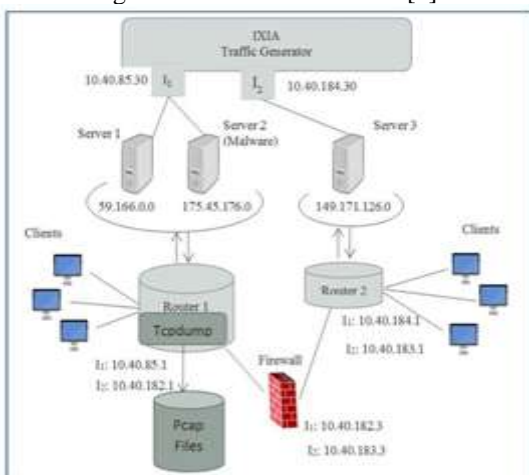 IXIA
Traffic Generator
10.40.85.30
I₁
I₂
10.40.184.30
Server 1
Server 2
(Malware)
Server 3
59.166.0.0
175.45.176.0
149.171.126.0
Clients
Clients
Router 1
Tcpdump
Router 2
I₁: 10.40.85.1
I₂: 10.40.182.1
I₁: 10.40.184.1
I₂: 10.40.183.1
Firewall
Pcap
Files
I₁: 10.40.182.3
I₂: 10.40.183.3